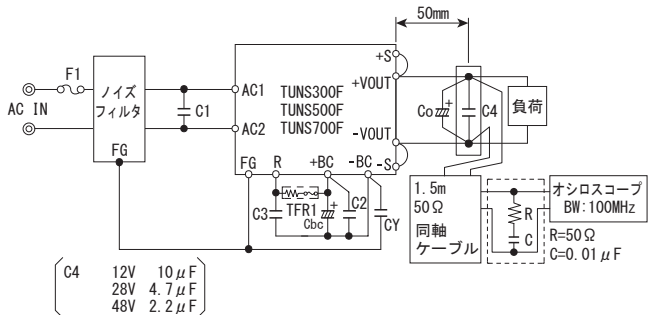 50mm
+S
F1
ノイズ
フィルタ
AC IN
C1
AC1
AC2
TUNS300F
TUNS500F
TUNS700F
+VOUT
-VOUT
Co
+
C4
負荷
FG
FG
R
+BC
-BC
-S
C3
TFR1
Cbc
+
C2
CY
1.5m
50Ω
同軸
ケーブル
R
C
オシロスコープ
BW:100MHz
R=50Ω
C=0.01μF
C4 12V 10μF
28V 4.7μF
48V 2.2μF